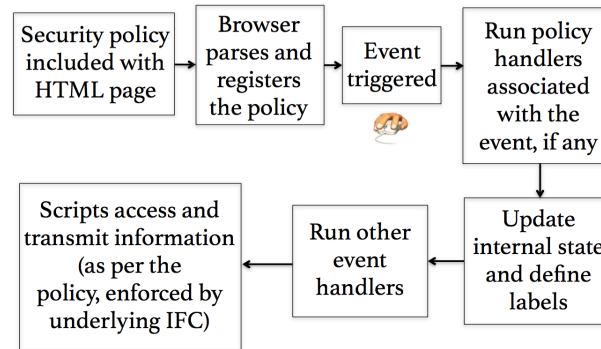 Security policy
included with
HTML page
Browser
parses and
registers
the policy
Event
triggered
Run policy
handlers
associated
with the
event, if any
Update
internal state
and define
labels
Run other
event
handlers
Scripts access and
transmit information
(as per the
policy, enforced by
underlying IFC)